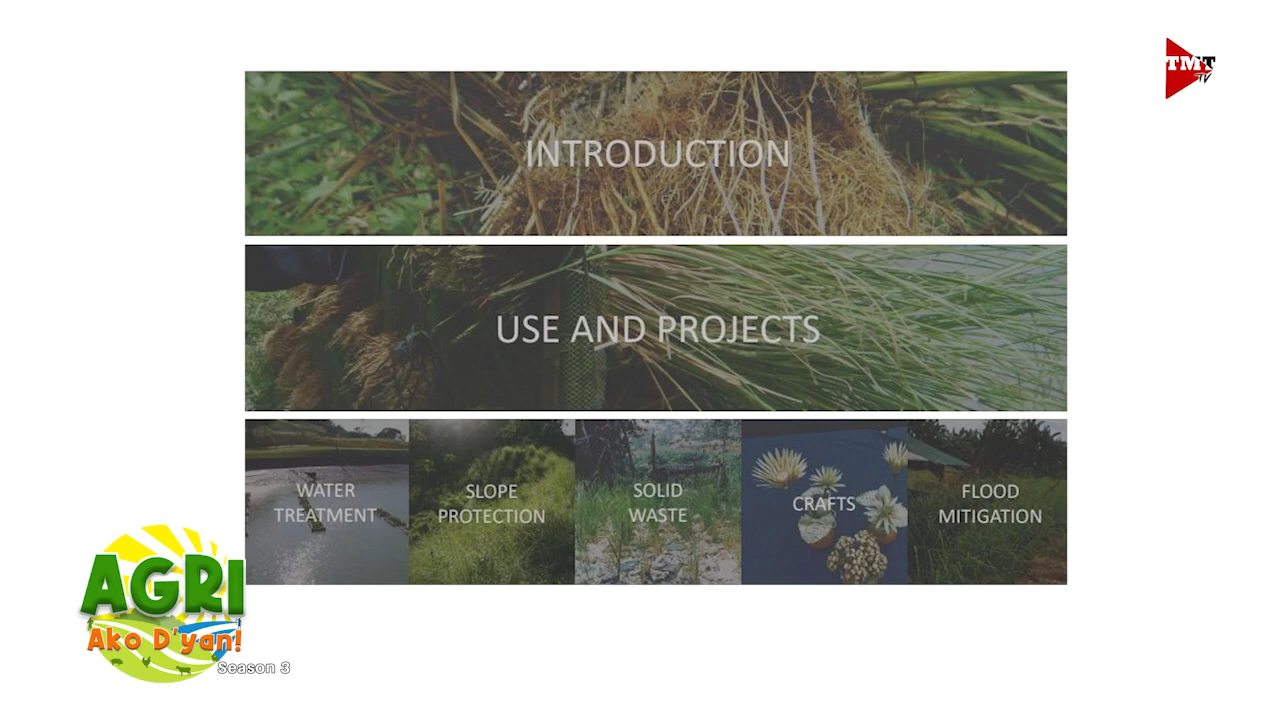 TMT
TV
INTRODUCTION
USE AND PROJECTS
WATER
TREATMENT
SLOPE
PROTECTION
SOLID
WASTE
CRAFTS
FLOOD
MITIGATION
AGRI
Ako D'yan!
Season 3